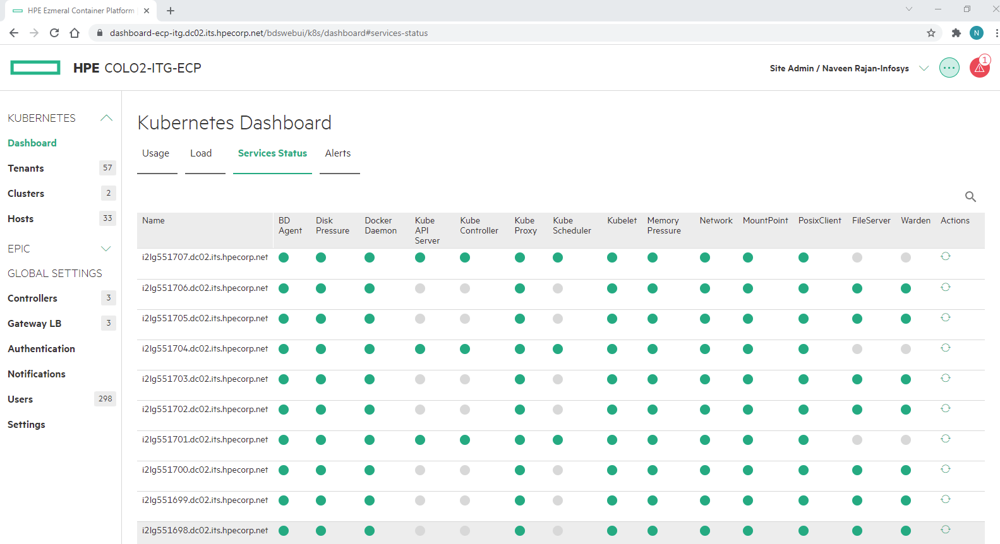 HPE Ezmeral Container Platform
dashboard-ecp-itg.dc02.its.hpecorp.net/bdswebui/k8s/dashboard#services-status
N
HPE COLO2-ITG-ECP
Site Admin / Naveen Rajan-Infosys
1
KUBERNETES
Dashboard
Tenants 57
Clusters 2
Hosts 33
EPIC
GLOBAL SETTINGS
Controllers 3
Gateway LB 3
Authentication
Notifications
Users 298
Settings
Kubernetes Dashboard
Usage Load Services Status Alerts
Name BD Agent Disk Pressure Docker Daemon Kube API Server Kube Controller Kube Proxy Kube Scheduler Kubelet Memory Pressure Network MountPoint PosixClient FileServer Warden Actions
i2lg551707.dc02.its.hpecorp.net
i2lg551706.dc02.its.hpecorp.net
i2lg551705.dc02.its.hpecorp.net
i2lg551704.dc02.its.hpecorp.net
i2lg551703.dc02.its.hpecorp.net
i2lg551702.dc02.its.hpecorp.net
i2lg551701.dc02.its.hpecorp.net
i2lg551700.dc02.its.hpecorp.net
i2lg551699.dc02.its.hpecorp.net
i2lg551698.dc02.its.hpecorp.net